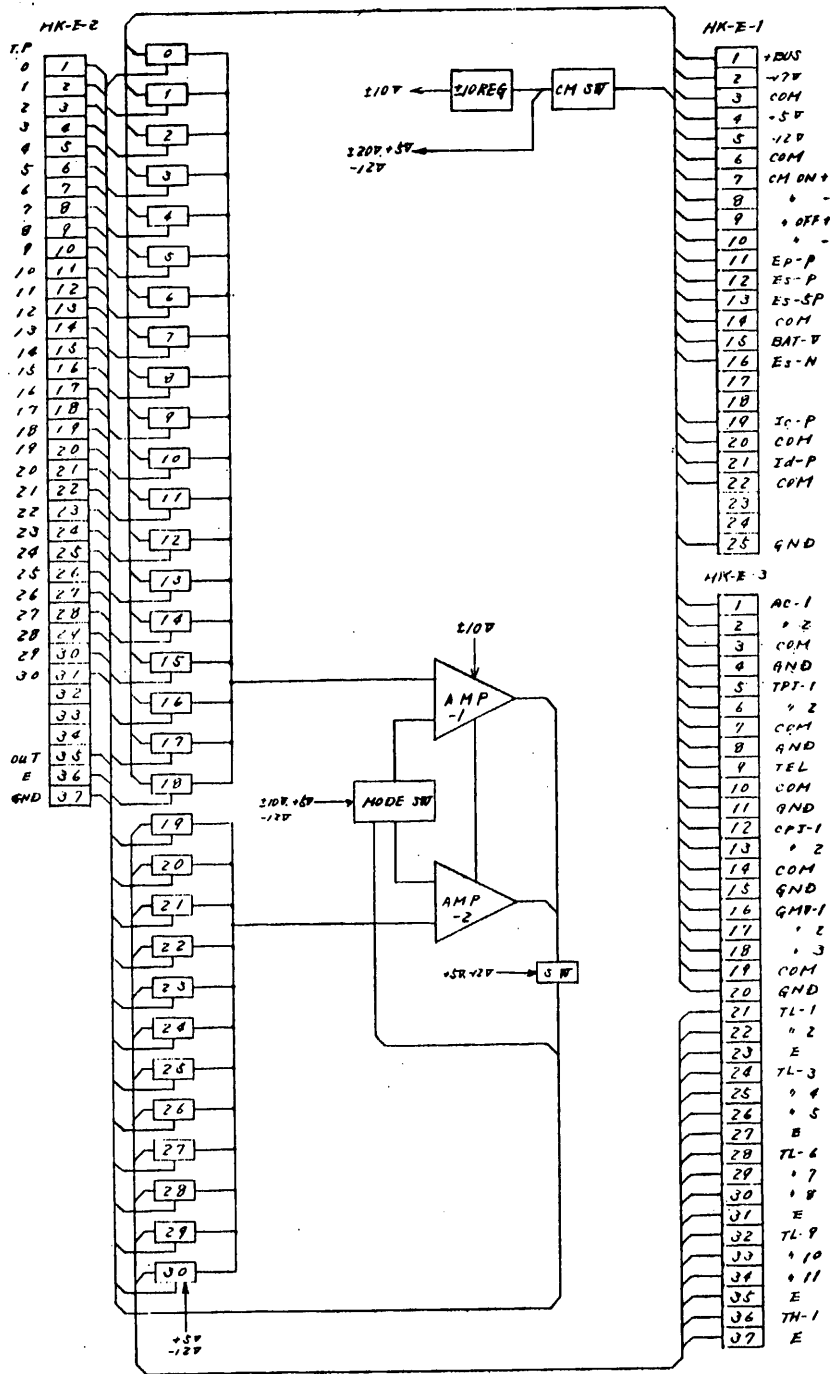 HK-E-2
T.P
0 1
1 2
2 3
3 4
4 5
5 6
6 7
7 8
8 9
9 10
10 11
11 12
12 13
13 14
14 15
15 16
16 17
17 18
18 19
19 20
20 21
21 22
22 23
23 24
24 25
25 26
26 27
27 28
28 29
29 30
30 31
32
33
34
OUT 35
E 36
GND 37
0
1
2
3
4
5
6
7
8
9
10
11
12
13
14
15
16
17
18
19
20
21
22
23
24
25
26
27
28
29
30
+5V
-12V
±10V
±10REG
CM SW
±20V, +5V
-12V
±10V
AMP
-1
±10V, +5V
-12V
MODE SW
AMP
-2
+5V -12V
SW
HK-E-1
1 +BUS
2 -7V
3 COM
4 +5V
5 -12V
6 COM
7 CM ON +
8 " -
9 " OFF +
10 " -
11 Ep-P
12 Es-P
13 Es-SP
14 COM
15 BAT-V
16 Es-N
17
18
19 Ic-P
20 COM
21 Id-P
22 COM
23
24
25 GND
HK-E-3
1 AC-1
2 " 2
3 COM
4 GND
5 TPI-1
6 " 2
7 COM
8 GND
9 TEL
10 COM
11 GND
12 CPI-1
13 " 2
14 COM
15 GND
16 GMV-1
17 " 2
18 " 3
19 COM
20 GND
21 TL-1
22 " 2
23 E
24 TL-3
25 " 4
26 " 5
27 E
28 TL-6
29 " 7
30 " 8
31 E
32 TL-9
33 " 10
34 " 11
35 E
36 TH-1
37 E